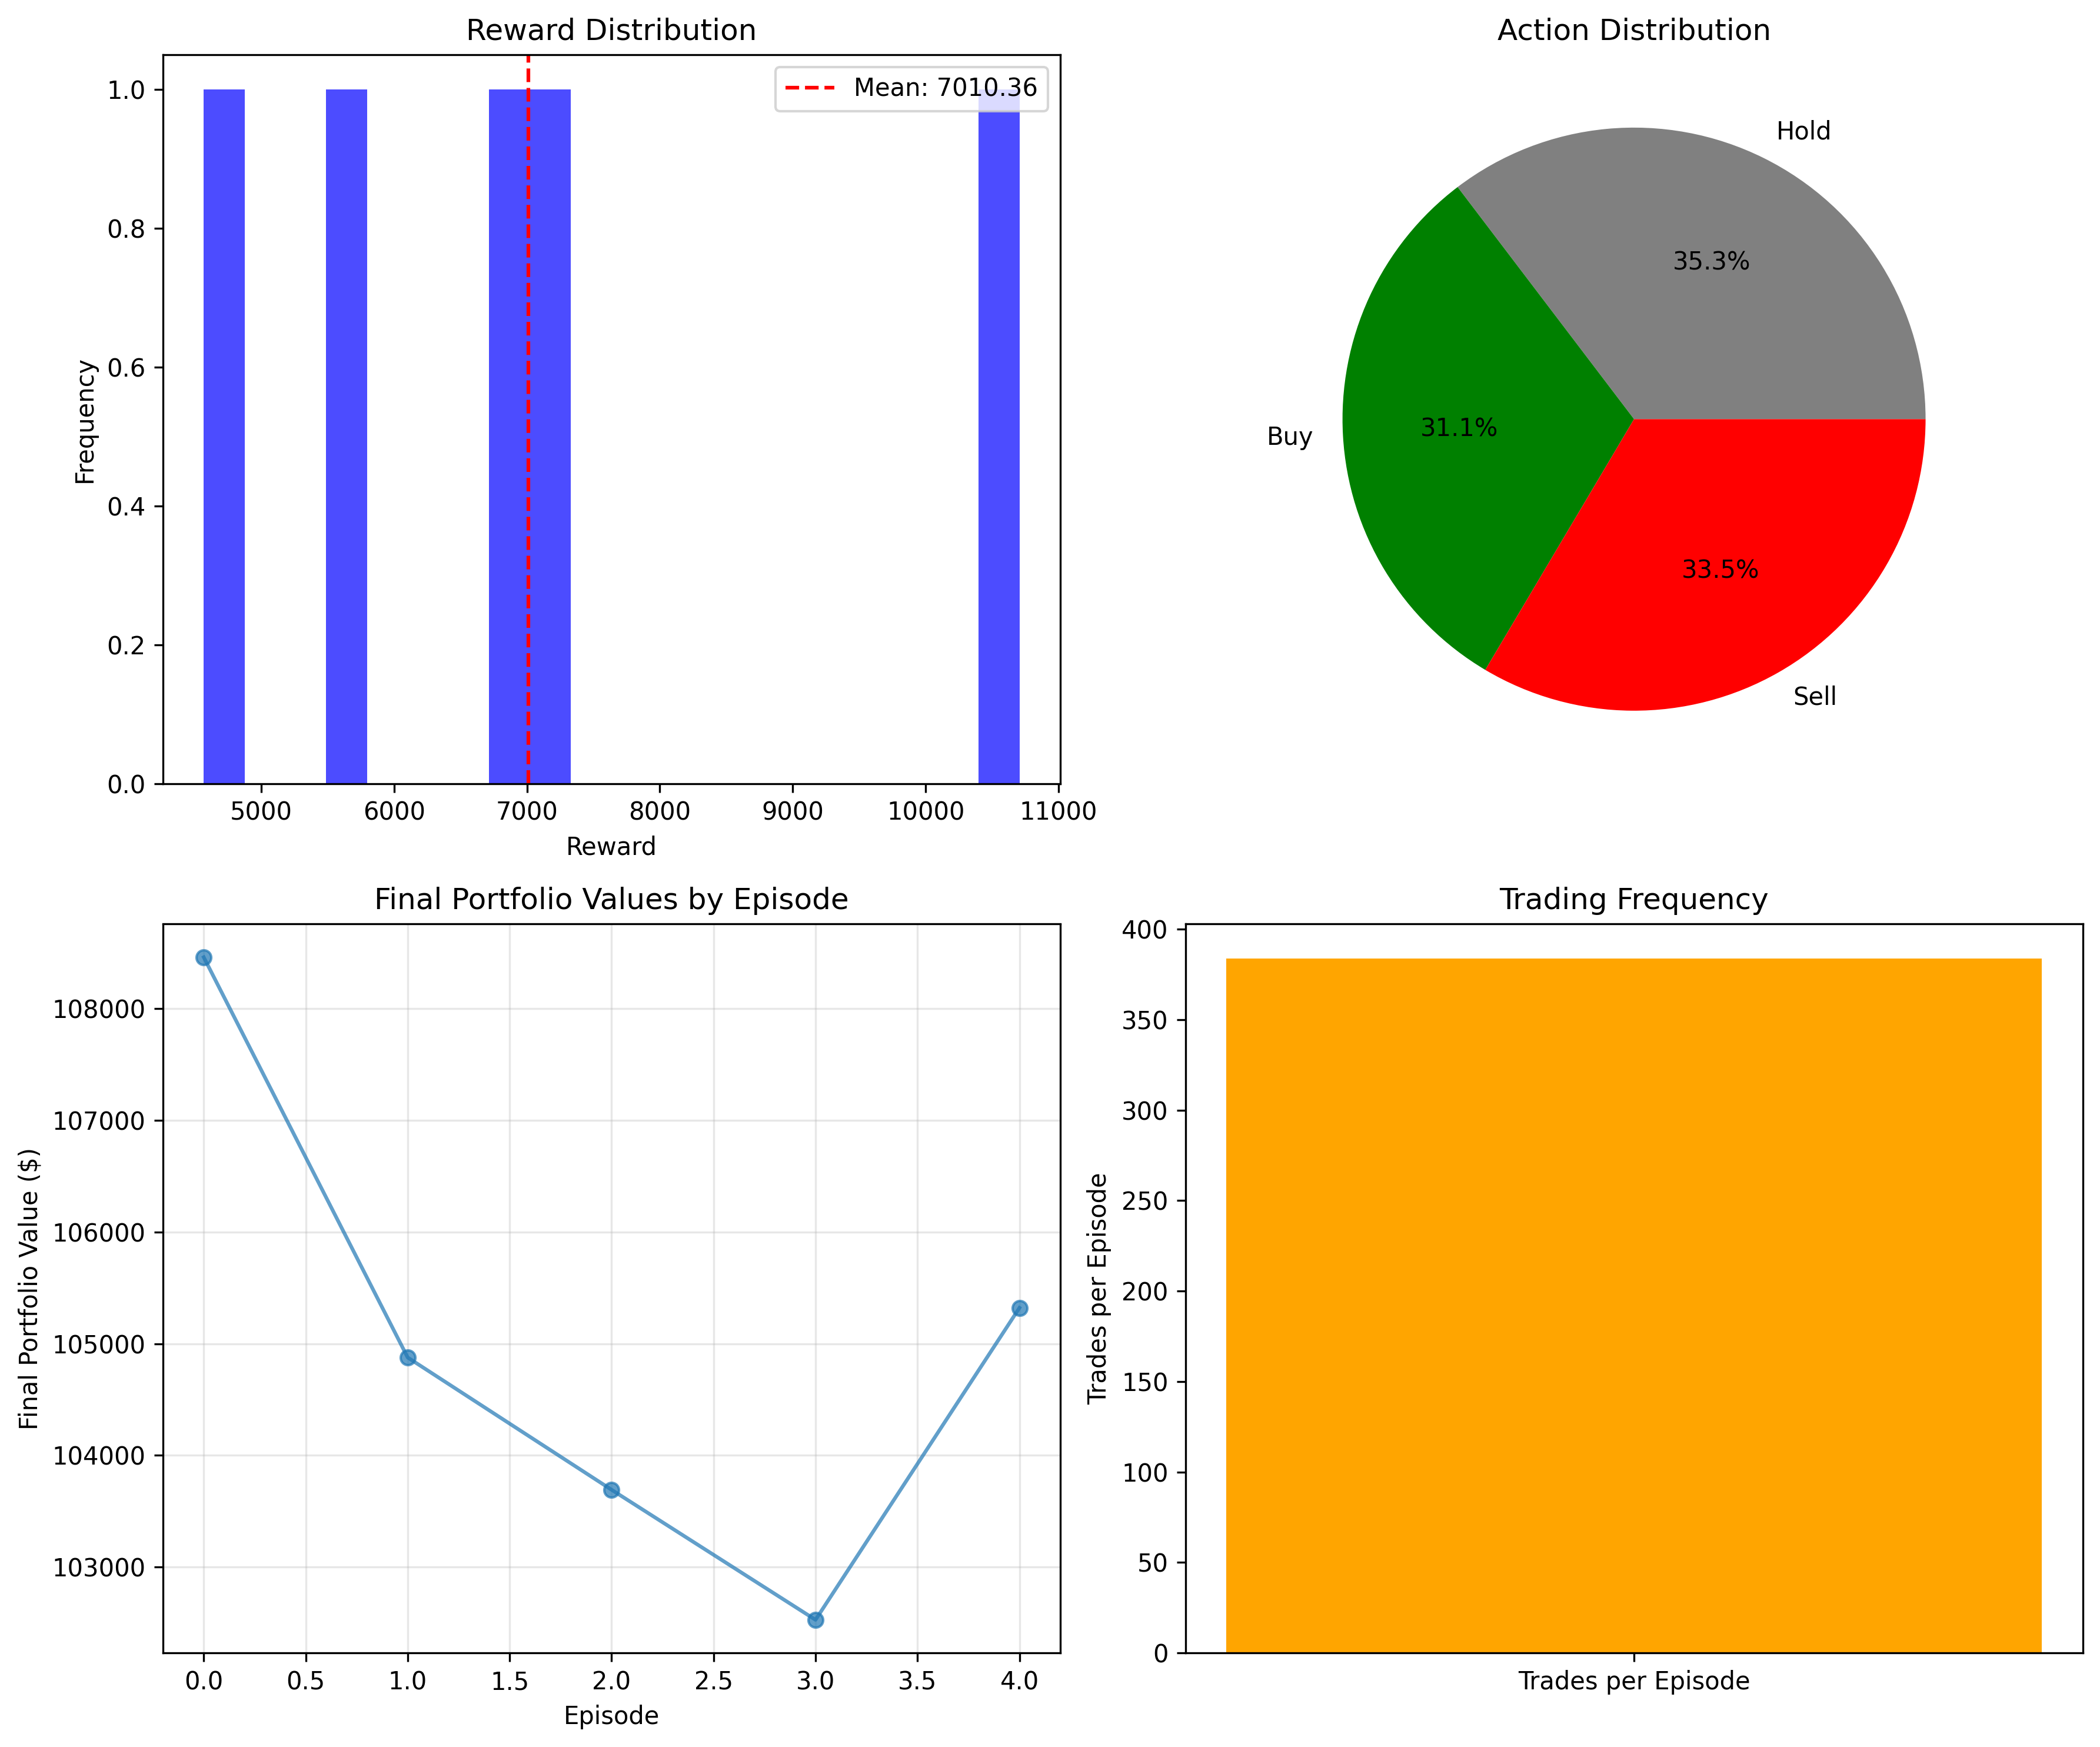 Reward Distribution
Mean: 7010.36
1.0
0.8
0.6
0.4
0.2
0.0
Frequency
5000 6000 7000 8000 9000 10000 11000
Reward
Action Distribution
Hold
35.3%
Buy
31.1%
33.5%
Sell
Final Portfolio Values by Episode
108000
107000
106000
105000
104000
103000
Final Portfolio Value ($)
0.0 0.5 1.0 1.5 2.0 2.5 3.0 3.5 4.0
Episode
Trading Frequency
400
350
300
250
200
150
100
50
0
Trades per Episode
Trades per Episode